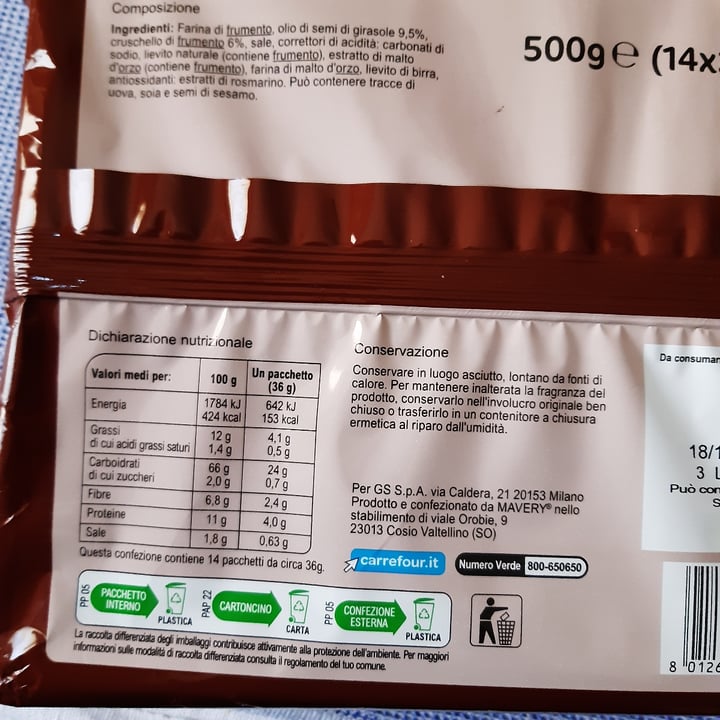 Composizione
Ingredienti: Farina di frumento, olio di semi di girasole 9,5%,
cruschello di frumento 6%, sale, correttori di acidità: carbonati di
sodio, lievito naturale (contiene frumento), estratto di malto
d'orzo (contiene frumento), farina di malto d'orzo, lievito di birra,
antiossidanti: estratti di rosmarino. Può contenere tracce di
uova, soia e semi di sesamo.
500g e (14x
Dichiarazione nutrizionale
Valori medi per: 100 g Un pacchetto
(36 g)
Energia 1784 kJ 642 kJ
424 kcal 153 kcal
Grassi 12 g 4,1 g
di cui acidi grassi saturi 1,4 g 0,5 g
Carboidrati 66 g 24 g
di cui zuccheri 2,0 g 0,7 g
Fibre 6,8 g 2,4 g
Proteine 11 g 4,0 g
Sale 1,8 g 0,63 g
Questa confezione contiene 14 pacchetti da circa 36g.
Conservazione
Conservare in luogo asciutto, lontano da fonti di
calore. Per mantenere inalterata la fragranza del
prodotto, conservarlo nell'involucro originale ben
chiuso o trasferirlo in un contenitore a chiusura
ermetica al riparo dall'umidità.
Per GS S.p.A. via Caldera, 21 20153 Milano
Prodotto e confezionato da MAVERY® nello
stabilimento di viale Orobie, 9
23013 Cosio Valtellino (SO)
carrefour.it Numero Verde 800-650650
Da consumar
18/1
3 L
Può con
S
PP 05 PACCHETTO
INTERNO
PLASTICA
PAP 22 CARTONCINO
CARTA
PP 05 CONFEZIONE
ESTERNA
PLASTICA
La raccolta differenziata degli imballaggi contribuisce attivamente alla protezione dell'ambiente. Per maggiori
informazioni sulle modalità di raccolta differenziata consulta il regolamento del tuo comune.
8 0126